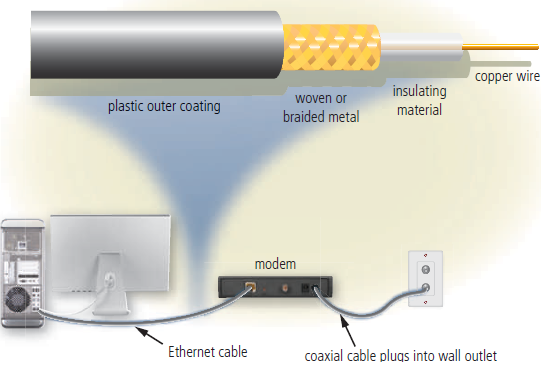 plastic outer coating
woven or
braided metal
insulating
material
copper wire
modem
Ethernet cable
coaxial cable plugs into wall outlet